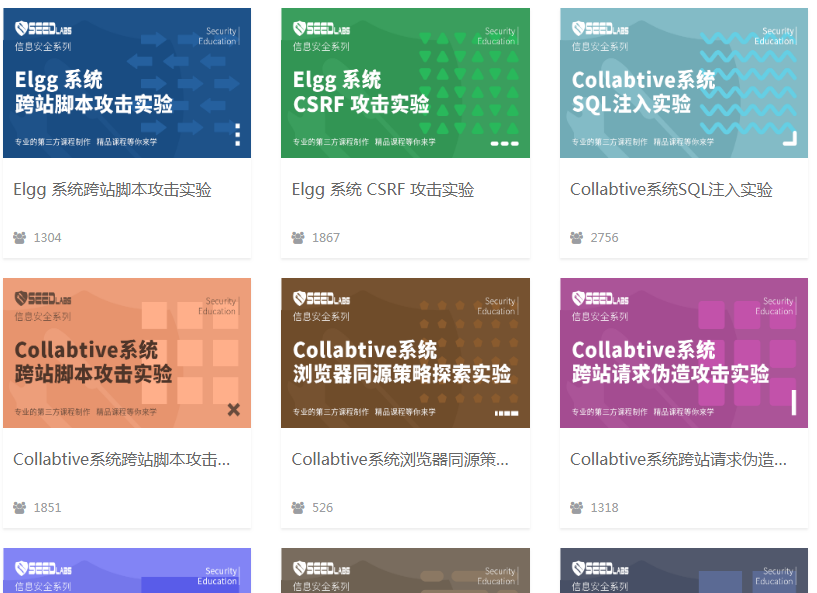 SEEDLABS
信息安全系列
Security
Education
Elgg 系统
跨站脚本攻击实验
专业的第三方课程制作 精品课程等你来学
Elgg 系统跨站脚本攻击实验
1304
SEEDLABS
信息安全系列
Security
Education
Elgg 系统
CSRF 攻击实验
专业的第三方课程制作 精品课程等你来学
Elgg 系统 CSRF 攻击实验
1867
SEEDLABS
信息安全系列
Security
Education
Collabtive系统
SQL注入实验
专业的第三方课程制作 精品课程等你来学
Collabtive系统SQL注入实验
2756
SEEDLABS
信息安全系列
Security
Education
Collabtive系统
跨站脚本攻击实验
专业的第三方课程制作 精品课程等你来学
Collabtive系统跨站脚本攻击...
1851
SEEDLABS
信息安全系列
Security
Education
Collabtive系统
浏览器同源策略探索实验
专业的第三方课程制作 精品课程等你来学
Collabtive系统浏览器同源策...
526
SEEDLABS
信息安全系列
Security
Education
Collabtive系统
跨站请求伪造攻击实验
专业的第三方课程制作 精品课程等你来学
Collabtive系统跨站请求伪造...
1318
SEEDLABS
信息安全系列
Security
Education
SEEDLABS
信息安全系列
Security
Education
SEEDLABS
信息安全系列
Security
Education